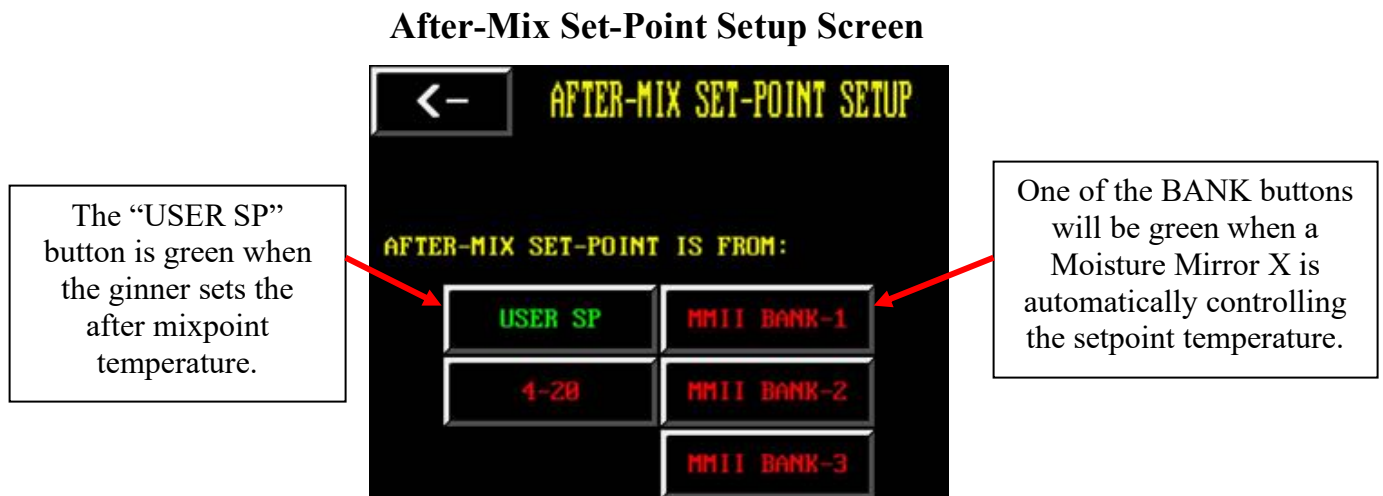 After-Mix Set-Point Setup Screen
<-
AFTER-MIX SET-POINT SETUP
The “USER SP”
button is green when
the ginner sets the
after mixpoint
temperature.
AFTER-MIX SET-POINT IS FROM:
USER SP
MMII BANK-1
4-20
MMII BANK-2
MMII BANK-3
One of the BANK buttons
will be green when a
Moisture Mirror X is
automatically controlling
the setpoint temperature.